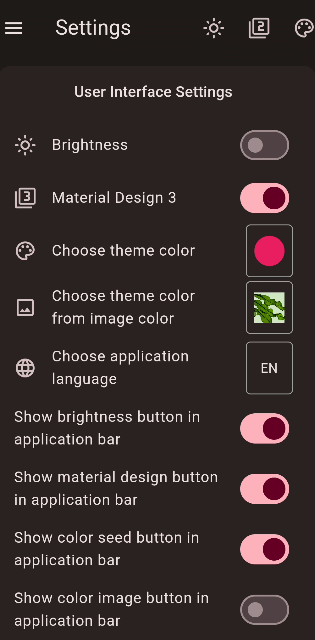 Settings
2
User Interface Settings
Brightness
3
Material Design 3
Choose theme color
Choose theme color
from image color
Choose application
language
EN
Show brightness button in
application bar
Show material design button
in application bar
Show color seed button in
application bar
Show color image button in
application bar